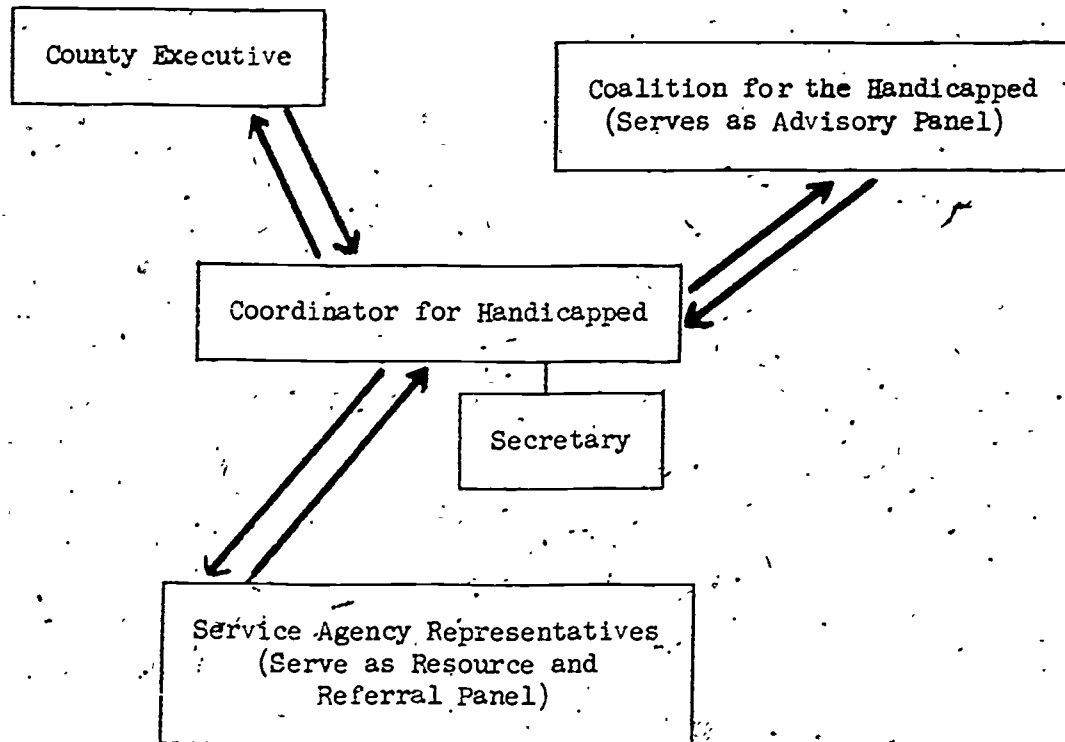 County Executive
Coalition for the Handicapped
(Serves as Advisory Panel)
Coordinator for Handicapped
Secretary
Service Agency Representatives
(Serve as Resource and
Referral Panel)